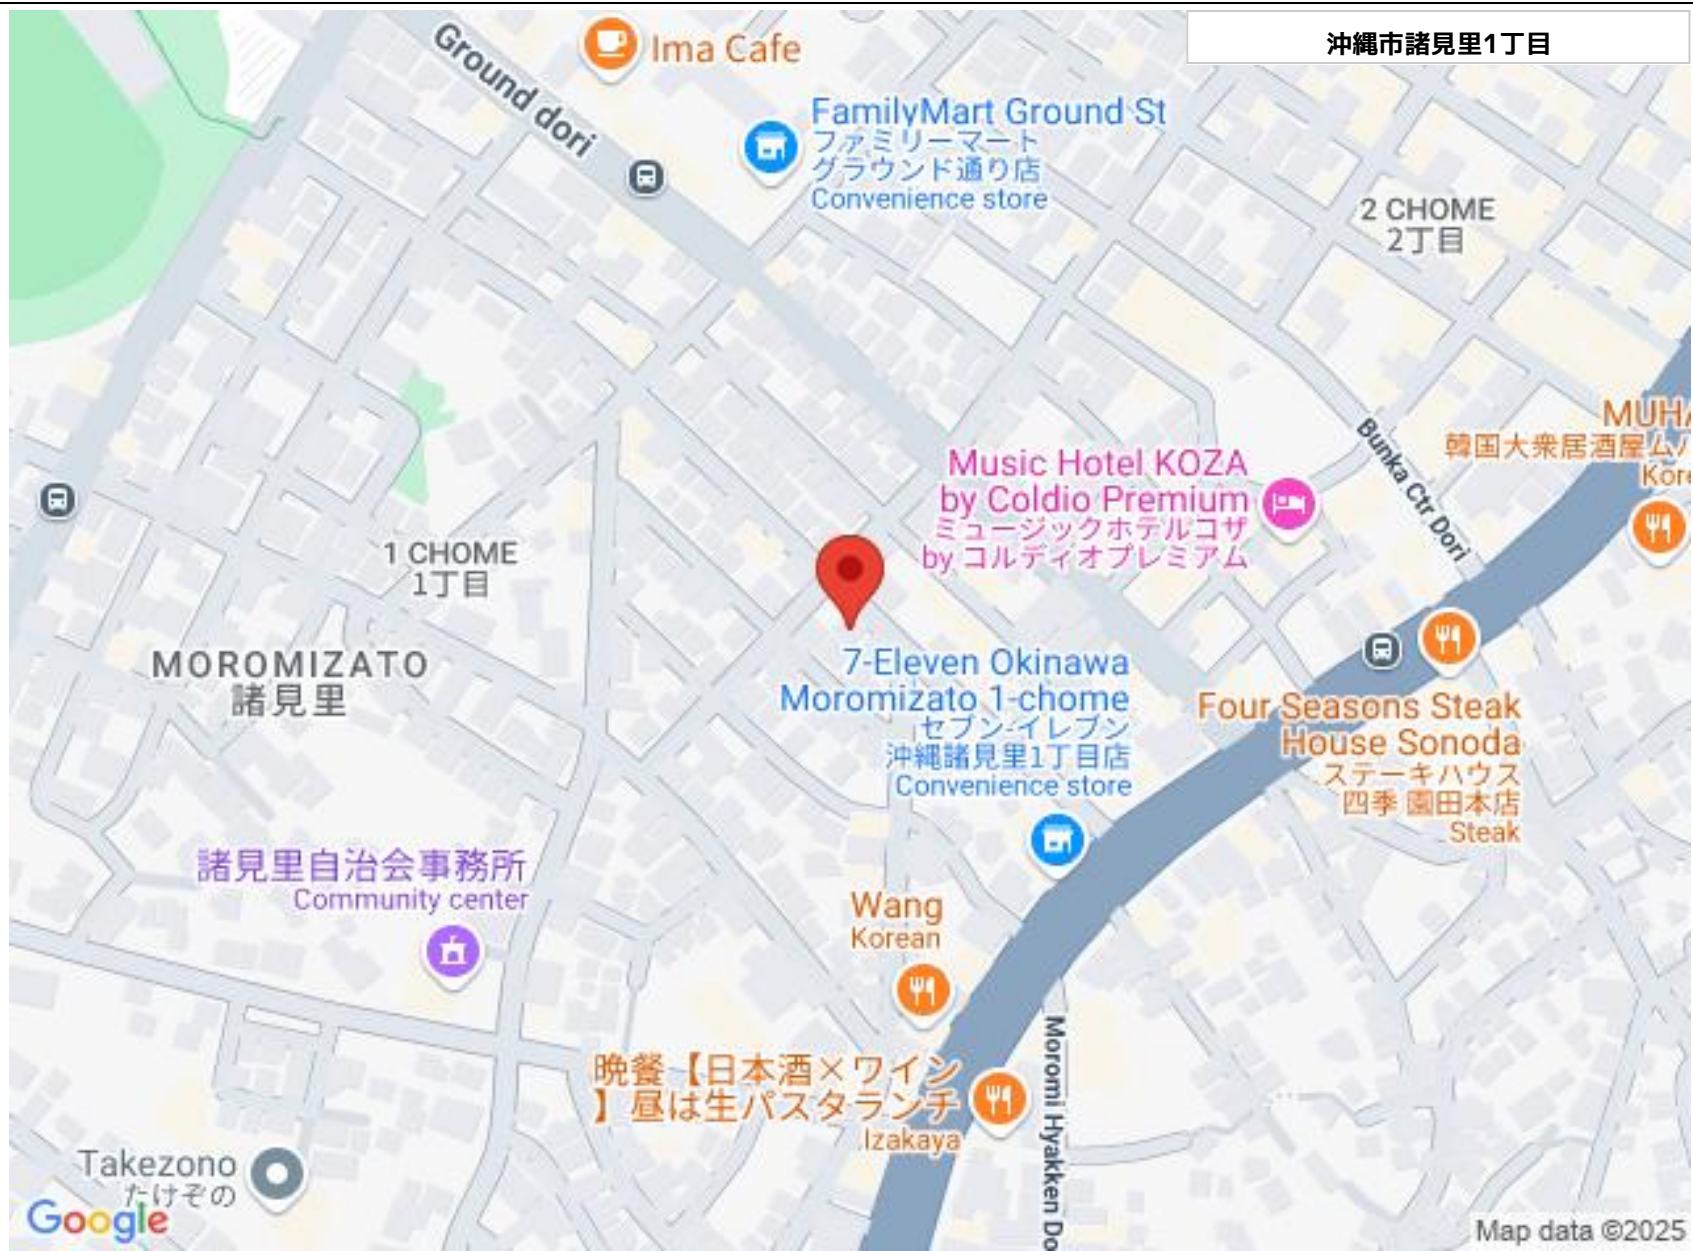 沖縄市諸見里1丁目
Ground dori
Ima Cafe
FamilyMart Ground St
ファミリーマート
グラウンド通り店
Convenience store
2 CHOME
2丁目
MUHA
韓国大衆居酒屋ムハ
Kore
Bunka Ctr Dori
Music Hotel KOZA
by Coldio Premium
ミュージックホテルコザ
by コルディオプレミアム
1 CHOME
1丁目
MOROMIZATO
諸見里
7-Eleven Okinawa
Moromizato 1-chome
セブン-イレブン
沖縄諸見里1丁目店
Convenience store
Four Seasons Steak
House Sonoda
ステーキハウス
四季 園田本店
Steak
諸見里自治会事務所
Community center
Wang
Korean
晩餐【日本酒×ワイン
】昼は生パスタランチ
Izakaya
Moromi Hyakken Do
Takezono
たけぞの
Google
Map data ©2025